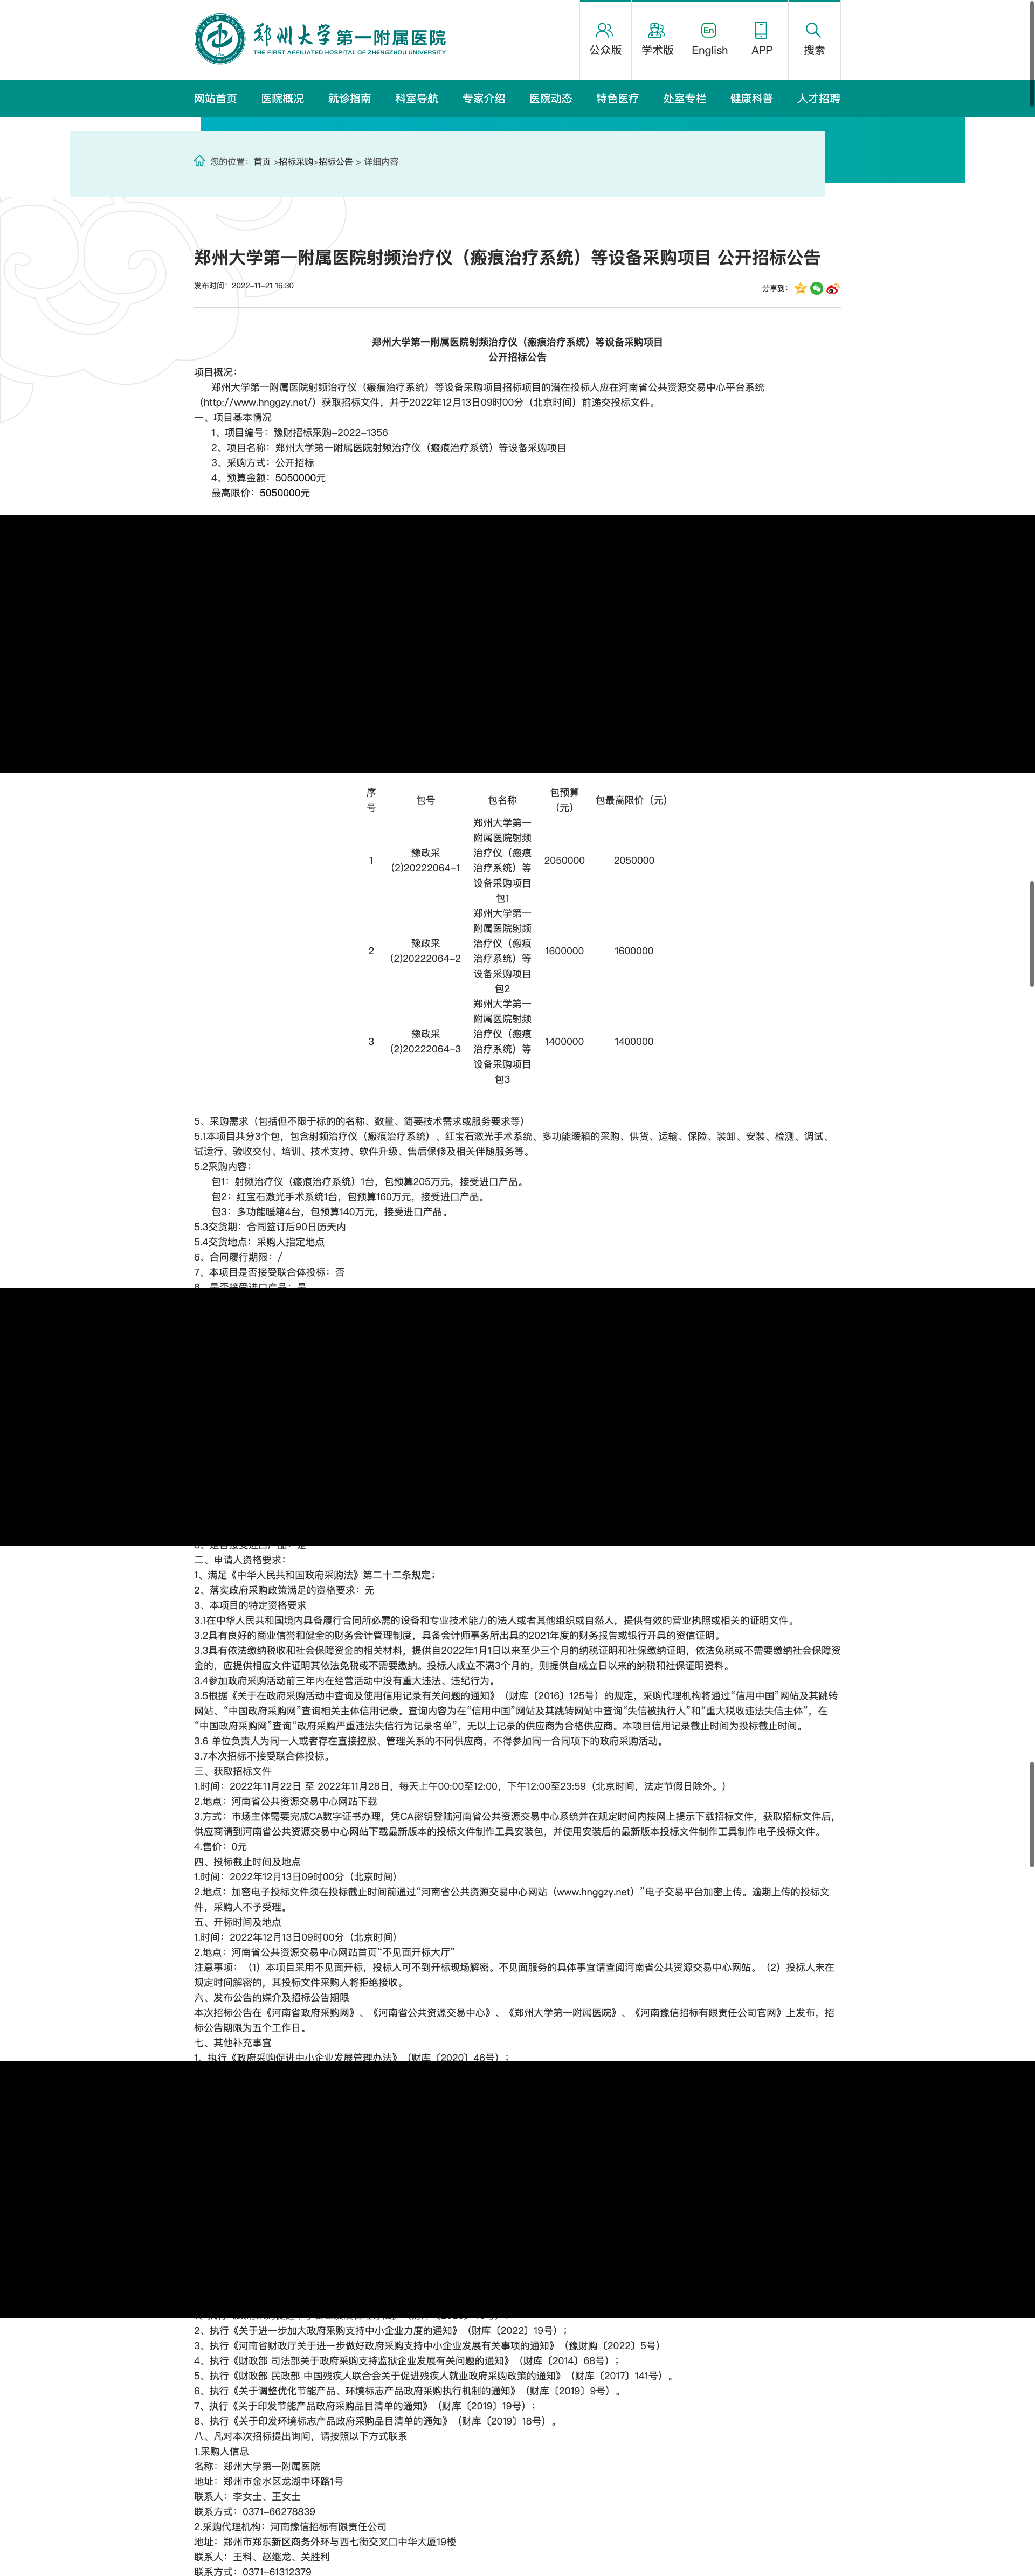 郑州大学第一附属医院
THE FIRST AFFILIATED HOSPITAL OF ZHENGZHOU UNIVERSITY
公众版
学术版
En
English
APP
搜索
网站首页 医院概况 就诊指南 科室导航 专家介绍 医院动态 特色医疗 处室专栏 健康科普 人才招聘
您的位置：首页 >招标采购>招标公告 > 详细内容
郑州大学第一附属医院射频治疗仪（瘢痕治疗系统）等设备采购项目 公开招标公告
发布时间：2022-11-21 16:30
分享到：
郑州大学第一附属医院射频治疗仪（瘢痕治疗系统）等设备采购项目
公开招标公告
项目概况：
郑州大学第一附属医院射频治疗仪（瘢痕治疗系统）等设备采购项目招标项目的潜在投标人应在河南省公共资源交易中心平台系统
（http://www.hnggzy.net/）获取招标文件，并于2022年12月13日09时00分（北京时间）前递交投标文件。
一、项目基本情况
1、项目编号：豫财招标采购-2022-1356
2、项目名称：郑州大学第一附属医院射频治疗仪（瘢痕治疗系统）等设备采购项目
3、采购方式：公开招标
4、预算金额：5050000元
最高限价：5050000元
序
号
包号
包名称
包预算
（元）
包最高限价（元）
1
豫政采
(2)20222064-1
郑州大学第一
附属医院射频
治疗仪（瘢痕
治疗系统）等
设备采购项目
包1
2050000
2050000
2
豫政采
(2)20222064-2
郑州大学第一
附属医院射频
治疗仪（瘢痕
治疗系统）等
设备采购项目
包2
1600000
1600000
3
豫政采
(2)20222064-3
郑州大学第一
附属医院射频
治疗仪（瘢痕
治疗系统）等
设备采购项目
包3
1400000
1400000
5、采购需求（包括但不限于标的的名称、数量、简要技术需求或服务要求等）
5.1本项目共分3个包，包含射频治疗仪（瘢痕治疗系统）、红宝石激光手术系统、多功能暖箱的采购、供货、运输、保险、装卸、安装、检测、调试、
试运行、验收交付、培训、技术支持、软件升级、售后保修及相关伴随服务等。
5.2采购内容：
包1：射频治疗仪（瘢痕治疗系统）1台，包预算205万元，接受进口产品。
包2：红宝石激光手术系统1台，包预算160万元，接受进口产品。
包3：多功能暖箱4台，包预算140万元，接受进口产品。
5.3交货期：合同签订后90日历天内
5.4交货地点：采购人指定地点
6、合同履行期限：/
7、本项目是否接受联合体投标：否
8、是否接受进口产品：是
二、申请人资格要求：
1、满足《中华人民共和国政府采购法》第二十二条规定；
2、落实政府采购政策满足的资格要求：无
3、本项目的特定资格要求
3.1在中华人民共和国境内具备履行合同所必需的设备和专业技术能力的法人或者其他组织或自然人，提供有效的营业执照或相关的证明文件。
3.2具有良好的商业信誉和健全的财务会计管理制度，具备会计师事务所出具的2021年度的财务报告或银行开具的资信证明。
3.3具有依法缴纳税收和社会保障资金的相关材料，提供自2022年1月1日以来至少三个月的纳税证明和社保缴纳证明，依法免税或不需要缴纳社会保障资
金的，应提供相应文件证明其依法免税或不需要缴纳。投标人成立不满3个月的，则提供自成立日以来的纳税和社保证明资料。
3.4参加政府采购活动前三年内在经营活动中没有重大违法、违纪行为。
3.5根据《关于在政府采购活动中查询及使用信用记录有关问题的通知》（财库〔2016〕125号）的规定，采购代理机构将通过“信用中国”网站及其跳转
网站、“中国政府采购网”查询相关主体信用记录。查询内容为在“信用中国”网站及其跳转网站中查询“失信被执行人”和“重大税收违法失信主体”，在
“中国政府采购网”查询“政府采购严重违法失信行为记录名单”，无以上记录的供应商为合格供应商。本项目信用记录截止时间为投标截止时间。
3.6 单位负责人为同一人或者存在直接控股、管理关系的不同供应商，不得参加同一合同项下的政府采购活动。
3.7本次招标不接受联合体投标。
三、获取招标文件
1.时间：2022年11月22日 至 2022年11月28日，每天上午00:00至12:00，下午12:00至23:59（北京时间，法定节假日除外。）
2.地点：河南省公共资源交易中心网站下载
3.方式：市场主体需要完成CA数字证书办理，凭CA密钥登陆河南省公共资源交易中心系统并在规定时间内按网上提示下载招标文件，获取招标文件后，
供应商请到河南省公共资源交易中心网站下载最新版本的投标文件制作工具安装包，并使用安装后的最新版本投标文件制作工具制作电子投标文件。
4.售价：0元
四、投标截止时间及地点
1.时间：2022年12月13日09时00分（北京时间）
2.地点：加密电子投标文件须在投标截止时间前通过“河南省公共资源交易中心网站（www.hnggzy.net）”电子交易平台加密上传。逾期上传的投标文
件，采购人不予受理。
五、开标时间及地点
1.时间：2022年12月13日09时00分（北京时间）
2.地点：河南省公共资源交易中心网站首页“不见面开标大厅”
注意事项：（1）本项目采用不见面开标，投标人可不到开标现场解密。不见面服务的具体事宜请查阅河南省公共资源交易中心网站。（2）投标人未在
规定时间解密的，其投标文件采购人将拒绝接收。
六、发布公告的媒介及招标公告期限
本次招标公告在《河南省政府采购网》、《河南省公共资源交易中心》、《郑州大学第一附属医院》、《河南豫信招标有限责任公司官网》上发布，招
标公告期限为五个工作日。
七、其他补充事宜
1、执行《政府采购促进中小企业发展管理办法》（财库〔2020〕46号）；
2、执行《关于进一步加大政府采购支持中小企业力度的通知》（财库〔2022〕19号）；
3、执行《河南省财政厅关于进一步做好政府采购支持中小企业发展有关事项的通知》（豫财购〔2022〕5号）
4、执行《财政部 司法部关于政府采购支持监狱企业发展有关问题的通知》（财库〔2014〕68号）；
5、执行《财政部 民政部 中国残疾人联合会关于促进残疾人就业政府采购政策的通知》（财库〔2017〕141号）。
6、执行《关于调整优化节能产品、环境标志产品政府采购执行机制的通知》（财库〔2019〕9号）。
7、执行《关于印发节能产品政府采购品目清单的通知》（财库〔2019〕19号）；
8、执行《关于印发环境标志产品政府采购品目清单的通知》（财库〔2019〕18号）。
八、凡对本次招标提出询问，请按照以下方式联系
1.采购人信息
名称：郑州大学第一附属医院
地址：郑州市金水区龙湖中环路1号
联系人：李女士、王女士
联系方式：0371-66278839
2.采购代理机构：河南豫信招标有限责任公司
地址：郑州市郑东新区商务外环与西七街交叉口中华大厦19楼
联系人：王科、赵继龙、关胜利
联系方式：0371-61312379